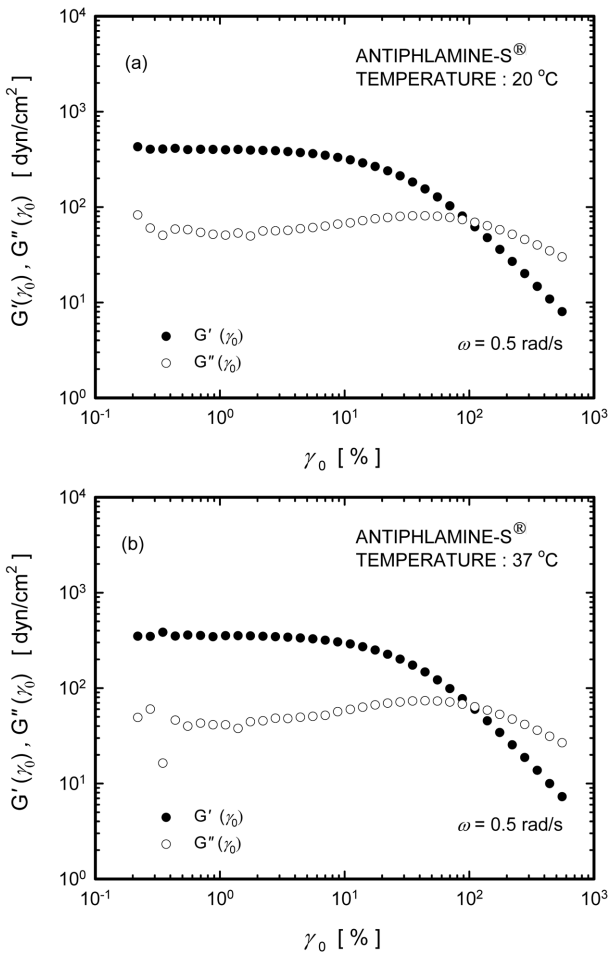 10⁴
(a)
ANTIPHLAMINE-S®
TEMPERATURE : 20 °C
10³
10²
10¹
10⁰
G′(γ₀) , G″(γ₀) [ dyn/cm² ]
G′ (γ₀)
G″(γ₀)
ω = 0.5 rad/s
10⁻¹ 10⁰ 10¹ 10² 10³
γ₀ [ % ]
10⁴
(b)
ANTIPHLAMINE-S®
TEMPERATURE : 37 °C
10³
10²
10¹
10⁰
G′(γ₀) , G″(γ₀) [ dyn/cm² ]
G′ (γ₀)
G″(γ₀)
ω = 0.5 rad/s
10⁻¹ 10⁰ 10¹ 10² 10³
γ₀ [ % ]